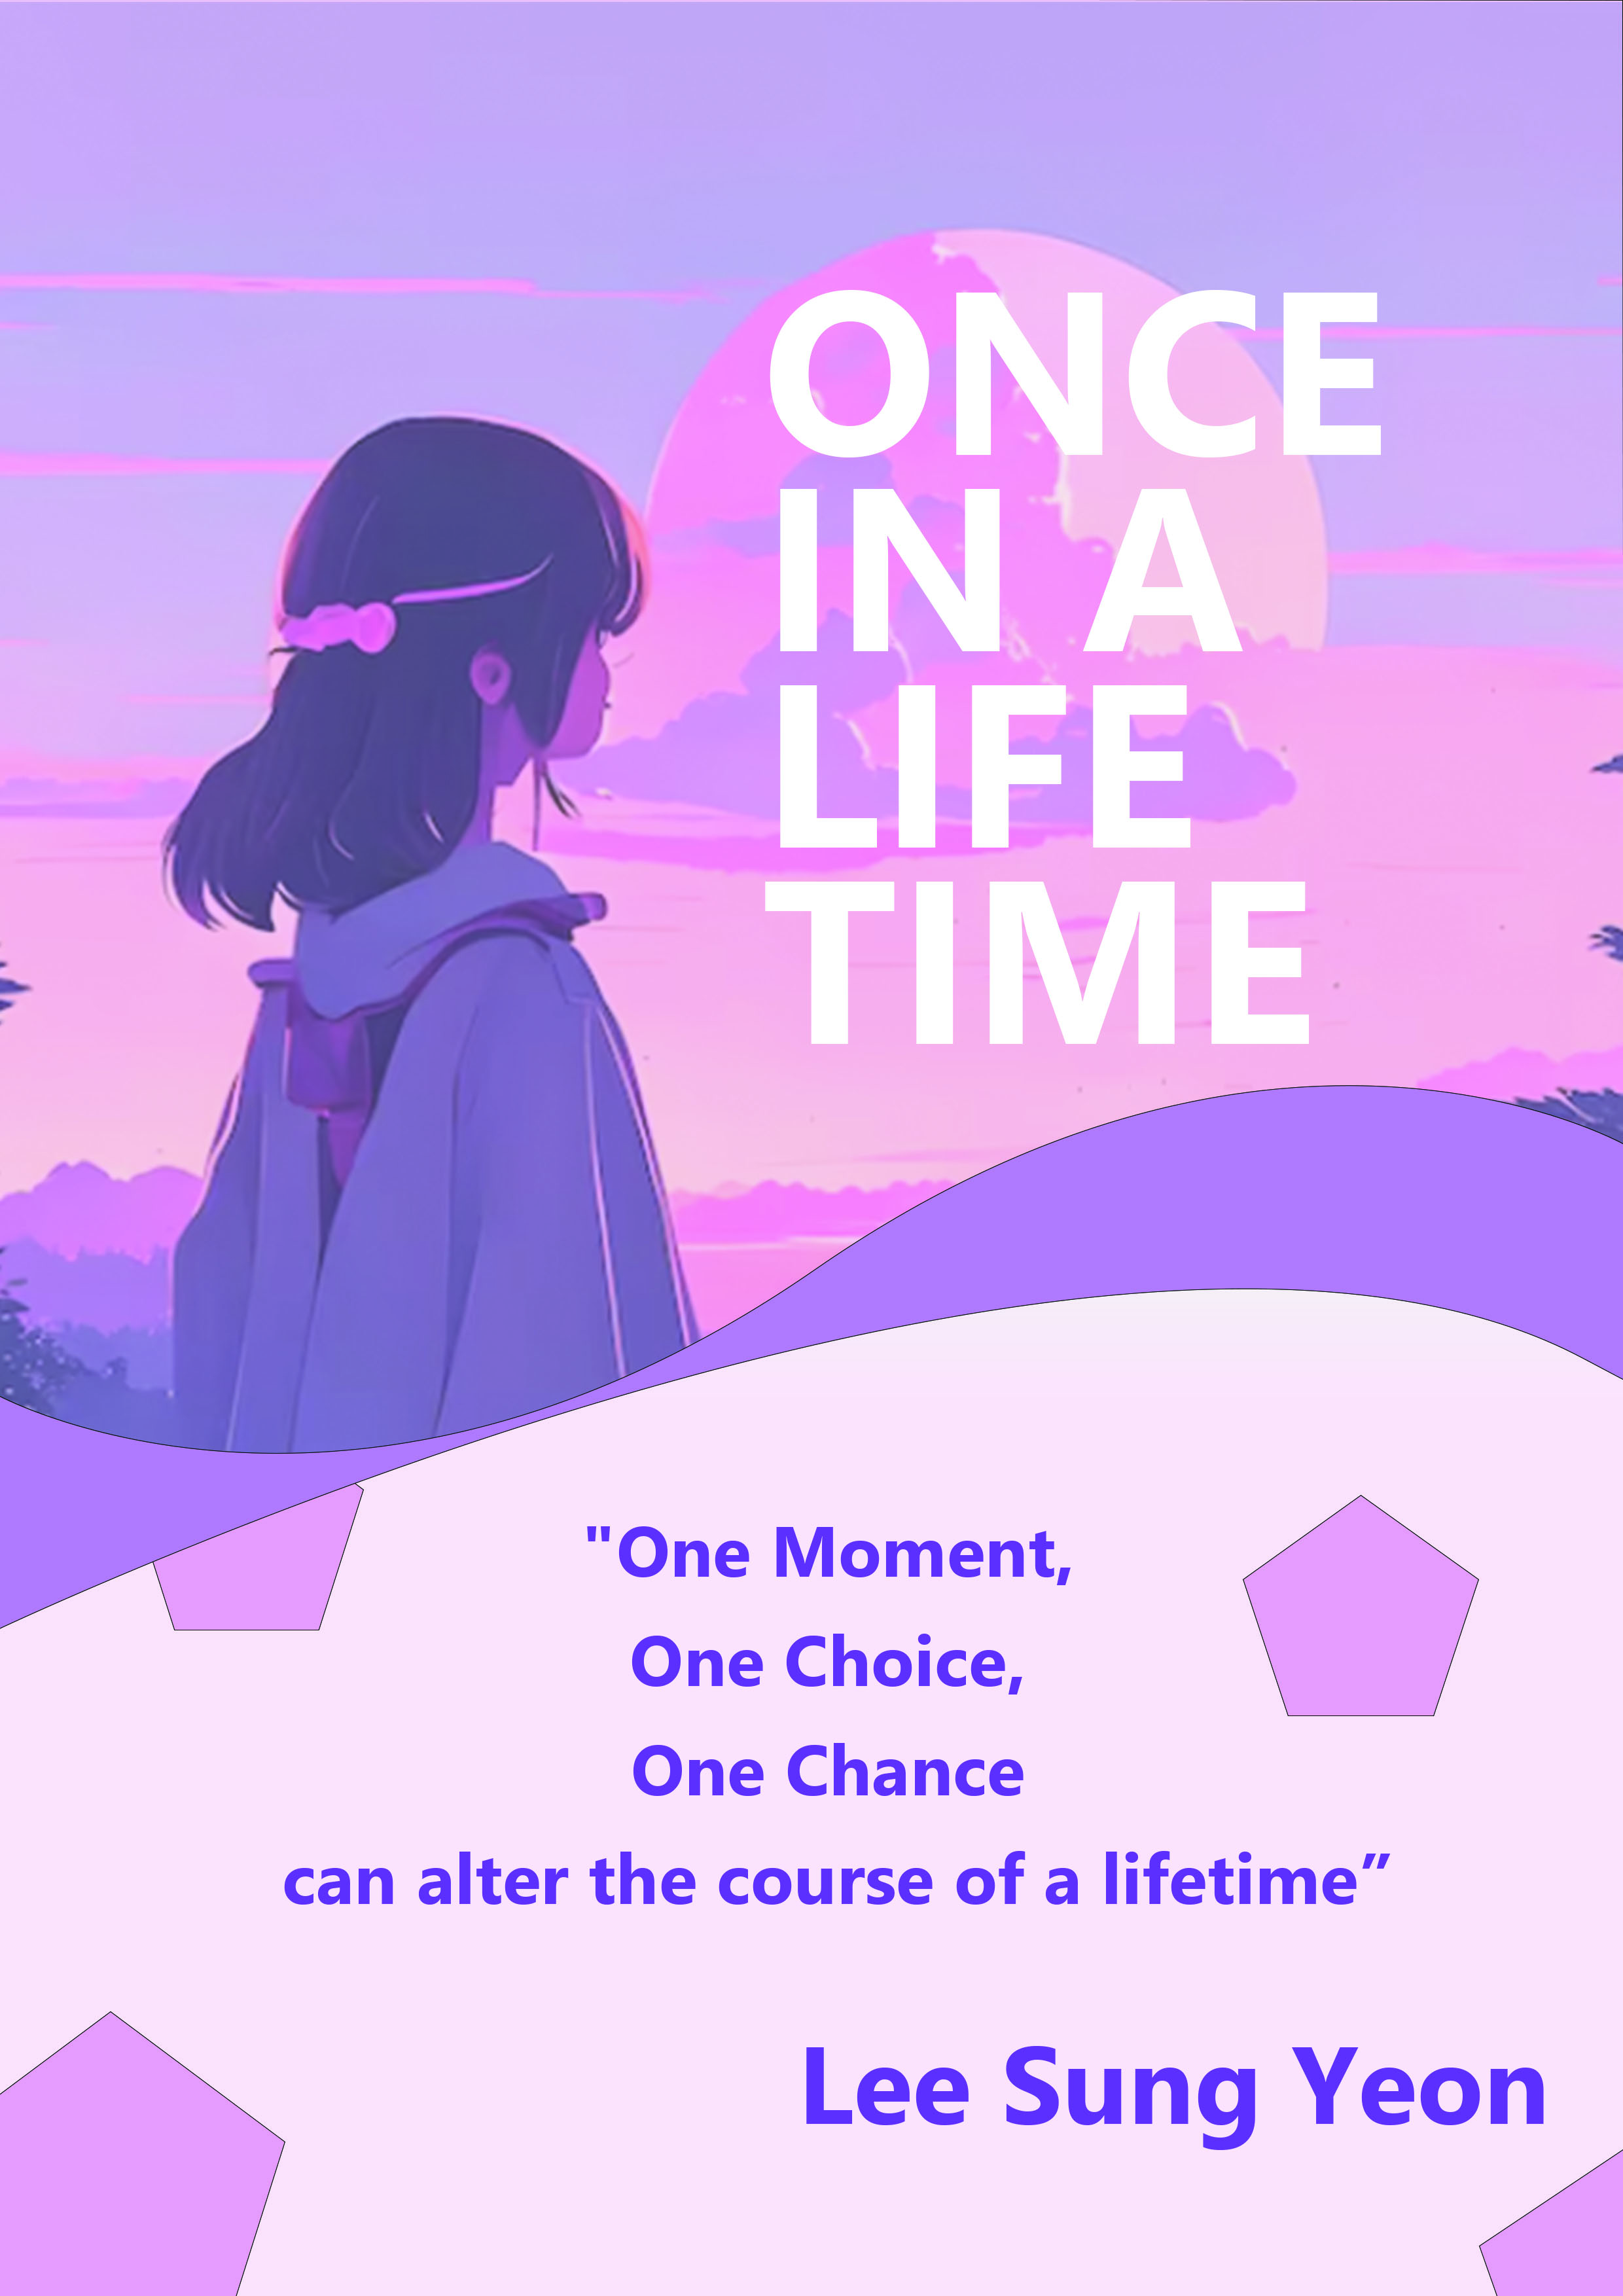 ONCE
IN A
LIFE
TIME
"One Moment,
One Choice,
One Chance
can alter the course of a lifetime”
Lee Sung Yeon